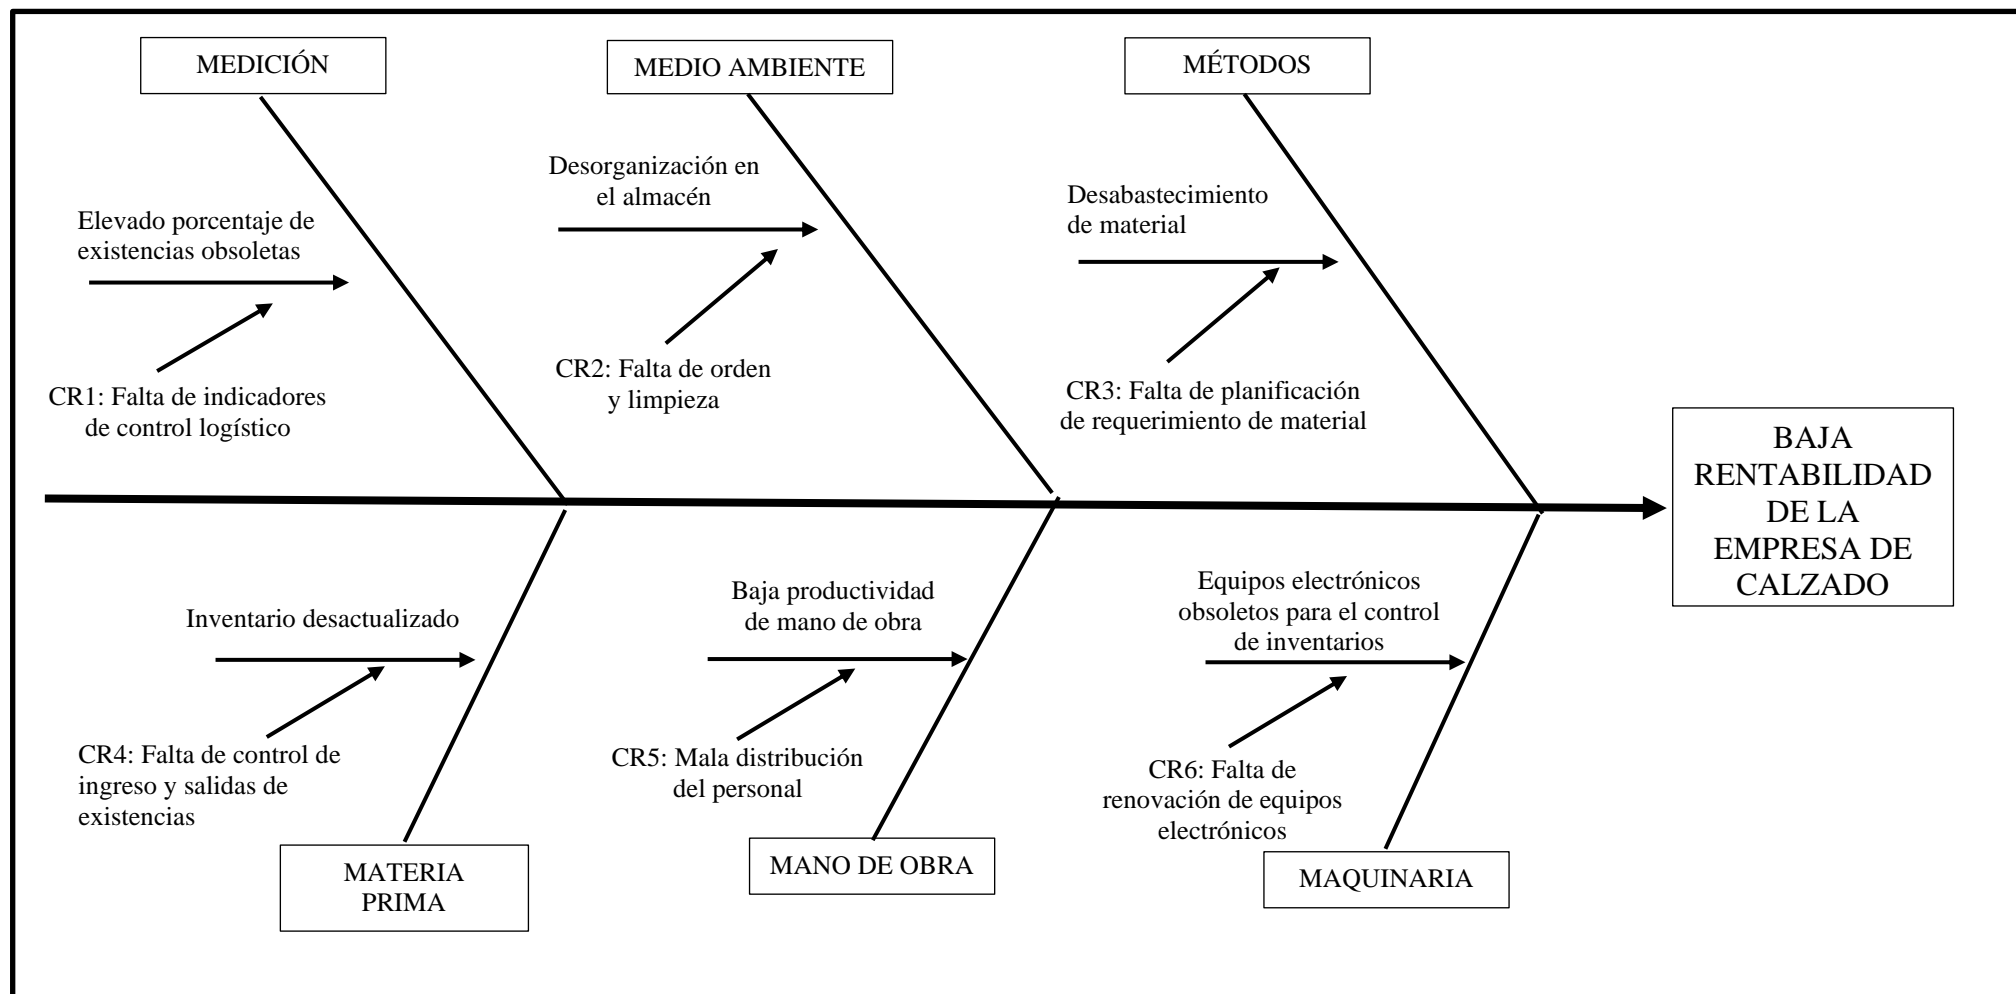 MEDICIÓN
MEDIO AMBIENTE
MÉTODOS
Elevado porcentaje de
existencias obsoletas
CR1: Falta de indicadores
de control logístico
Desorganización en
el almacén
CR2: Falta de orden
y limpieza
Desabastecimiento
de material
CR3: Falta de planificación
de requerimiento de material
BAJA
RENTABILIDAD
DE LA
EMPRESA DE
CALZADO
Inventario desactualizado
CR4: Falta de control de
ingreso y salidas de
existencias
Baja productividad
de mano de obra
CR5: Mala distribución
del personal
Equipos electrónicos
obsoletos para el control
de inventarios
CR6: Falta de
renovación de equipos
electrónicos
MATERIA
PRIMA
MANO DE OBRA
MAQUINARIA